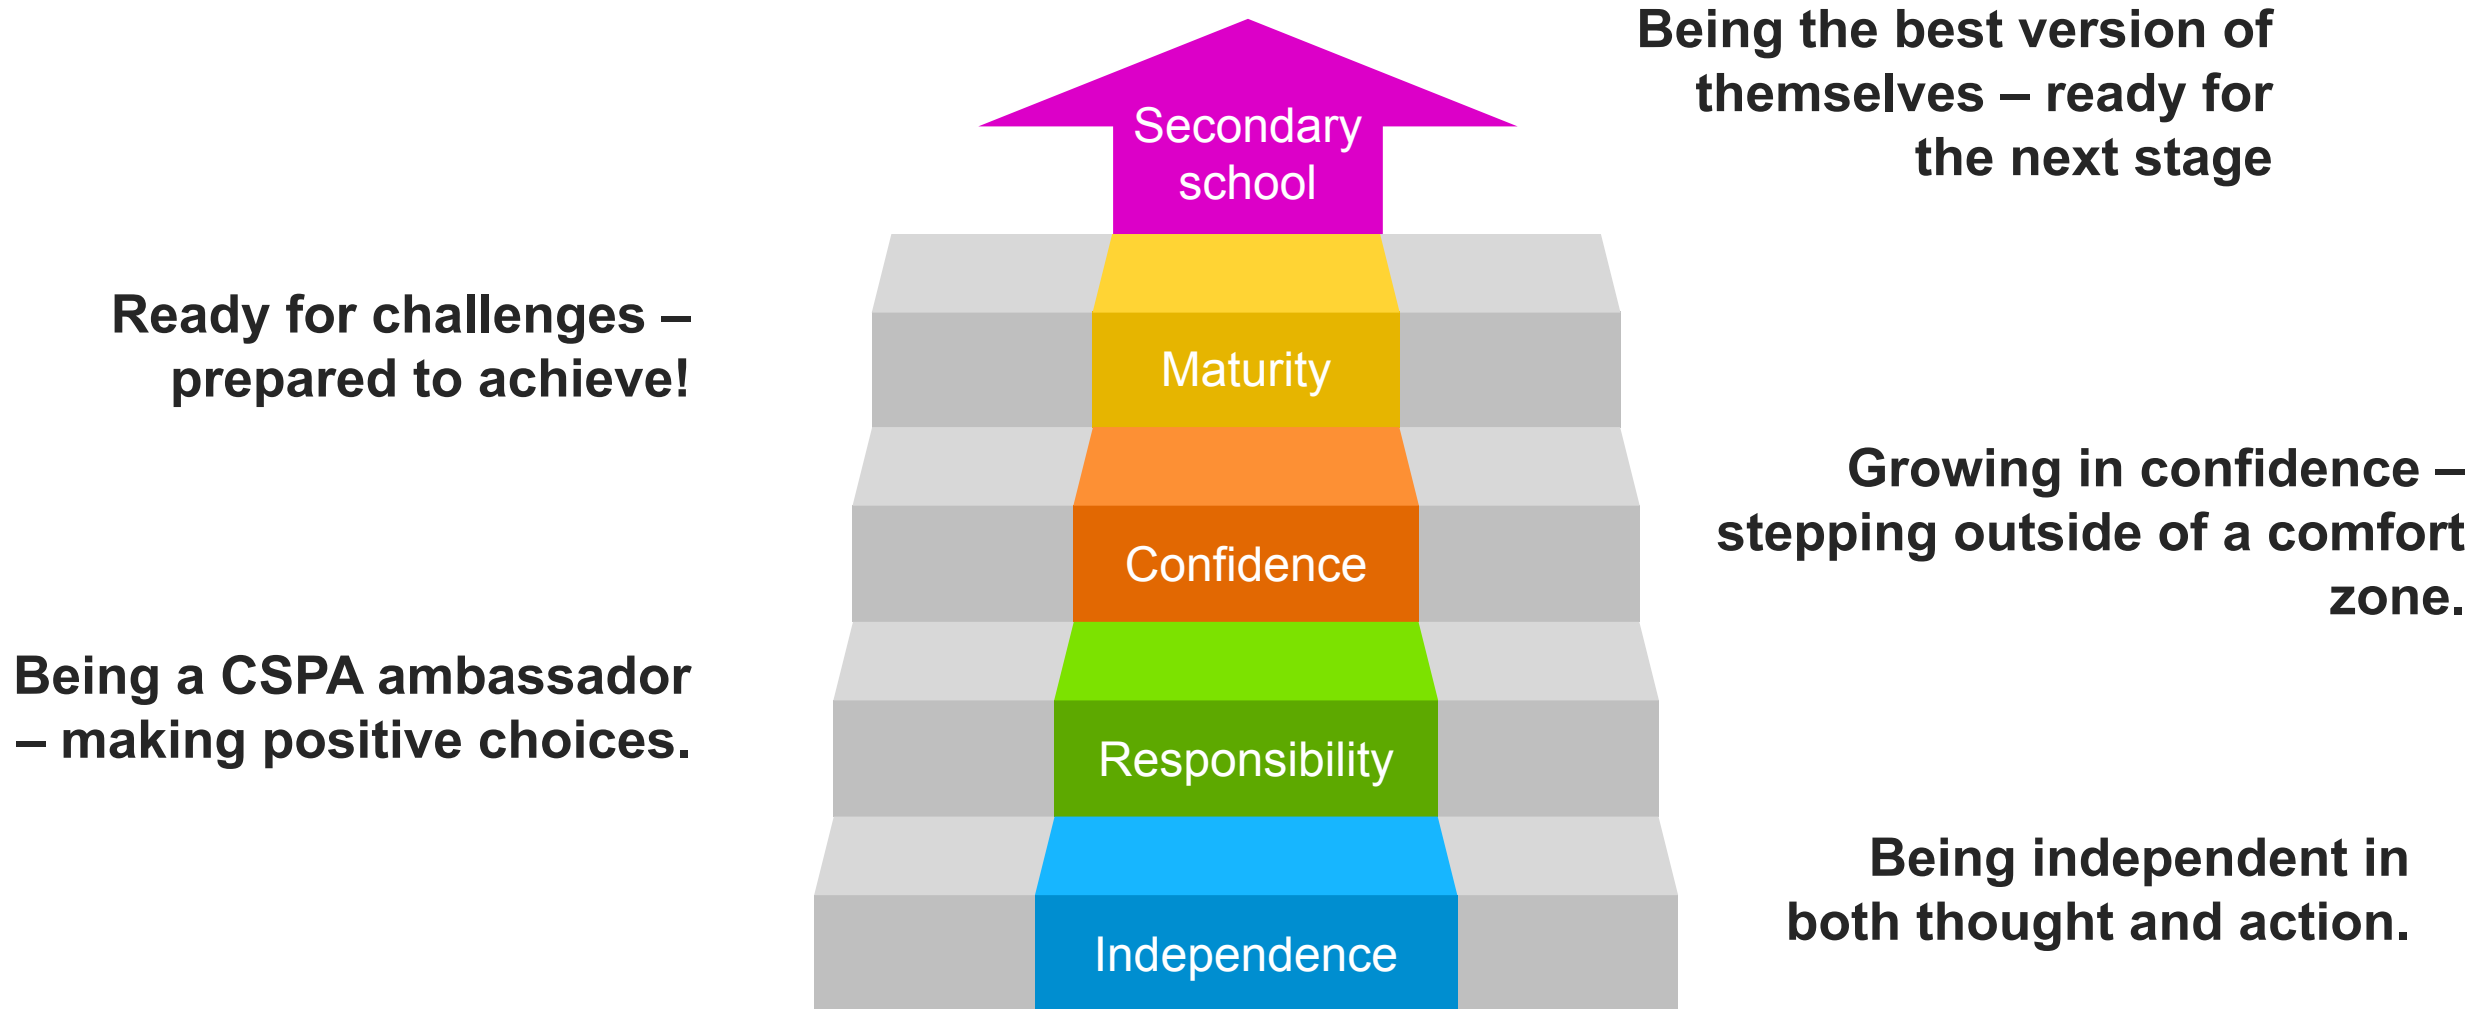 Being the best version of
themselves – ready for
the next stage
Secondary
school
Ready for challenges –
prepared to achieve!
Maturity
Growing in confidence –
stepping outside of a comfort
zone.
Confidence
Being a CSPA ambassador
– making positive choices.
Responsibility
Being independent in
both thought and action.
Independence